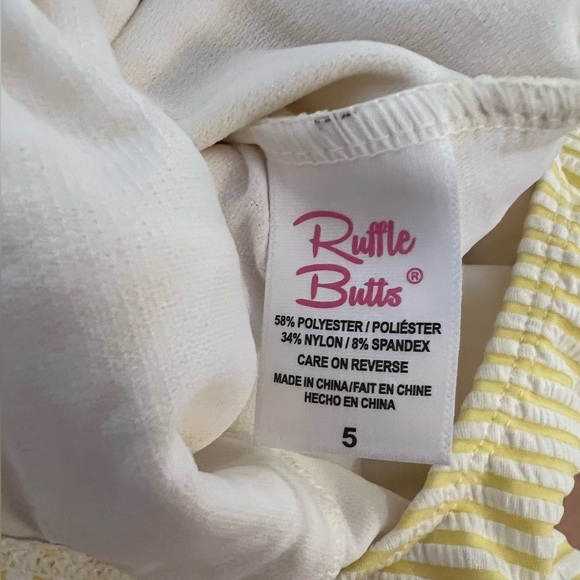 Ruffle
Butts®
58% POLYESTER / POLIÉSTER
34% NYLON / 8% SPANDEX
CARE ON REVERSE
MADE IN CHINA/FAIT EN CHINE
HECHO EN CHINA
5